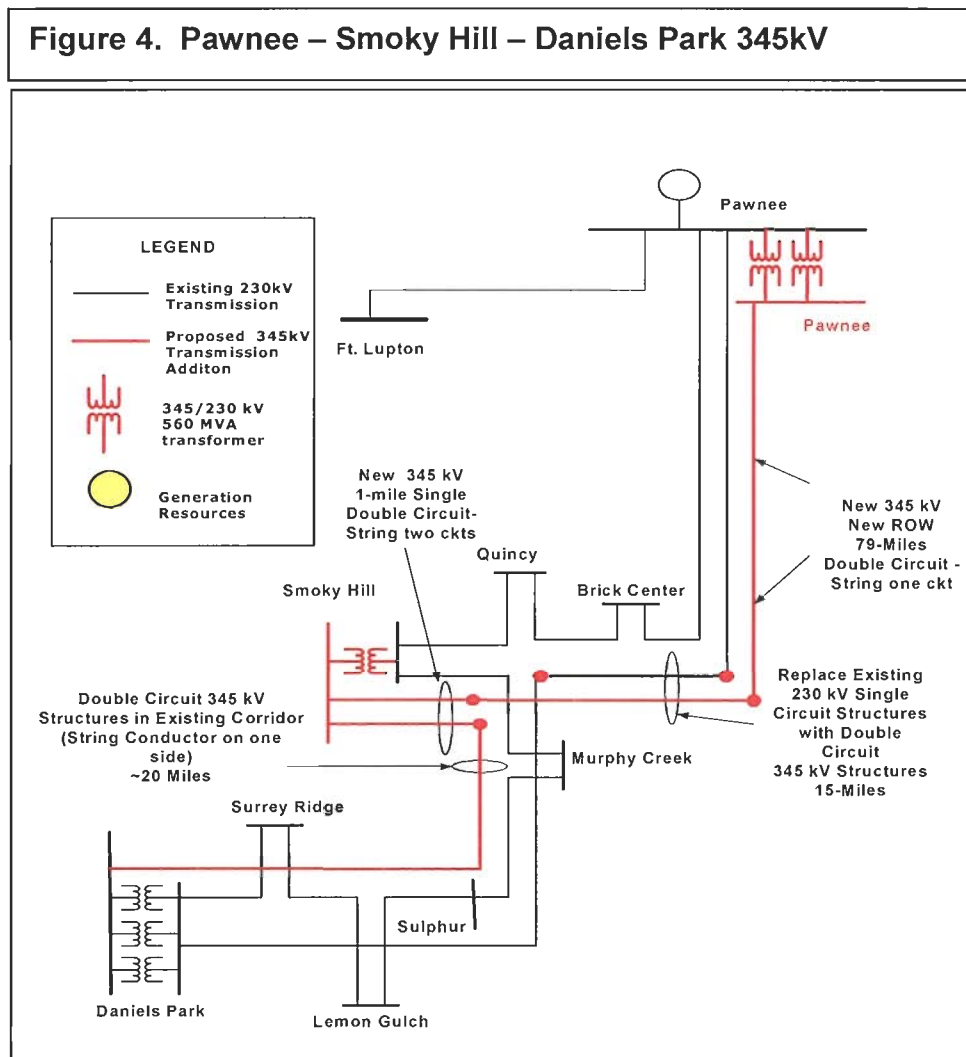 Figure 4. Pawnee – Smoky Hill – Daniels Park 345kV
Pawnee
LEGEND
Existing 230kV
Transmission
Proposed 345kV
Transmission
Additon
345/230 kV
560 MVA
transformer
Generation
Resources
Ft. Lupton
Pawnee
New 345 kV
1-mile Single
Double Circuit-
String two ckts
New 345 kV
New ROW
79-Miles
Double Circuit -
String one ckt
Quincy
Smoky Hill
Brick Center
Double Circuit 345 kV
Structures in Existing Corridor
(String Conductor on one
side)
~20 Miles
Replace Existing
230 kV Single
Circuit Structures
with Double
Circuit
345 kV Structures
15-Miles
Murphy Creek
Surrey Ridge
Sulphur
Daniels Park
Lemon Gulch